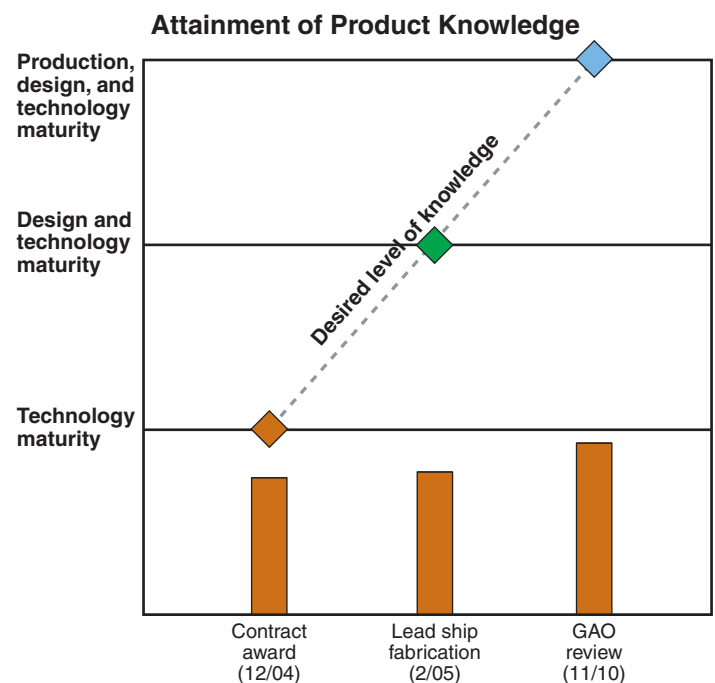 Attainment of Product Knowledge
Production,
design, and
technology
maturity
Design and
technology
maturity
Technology
maturity
Desired level of knowledge
Contract
award
(12/04)
Lead ship
fabrication
(2/05)
GAO
review
(11/10)